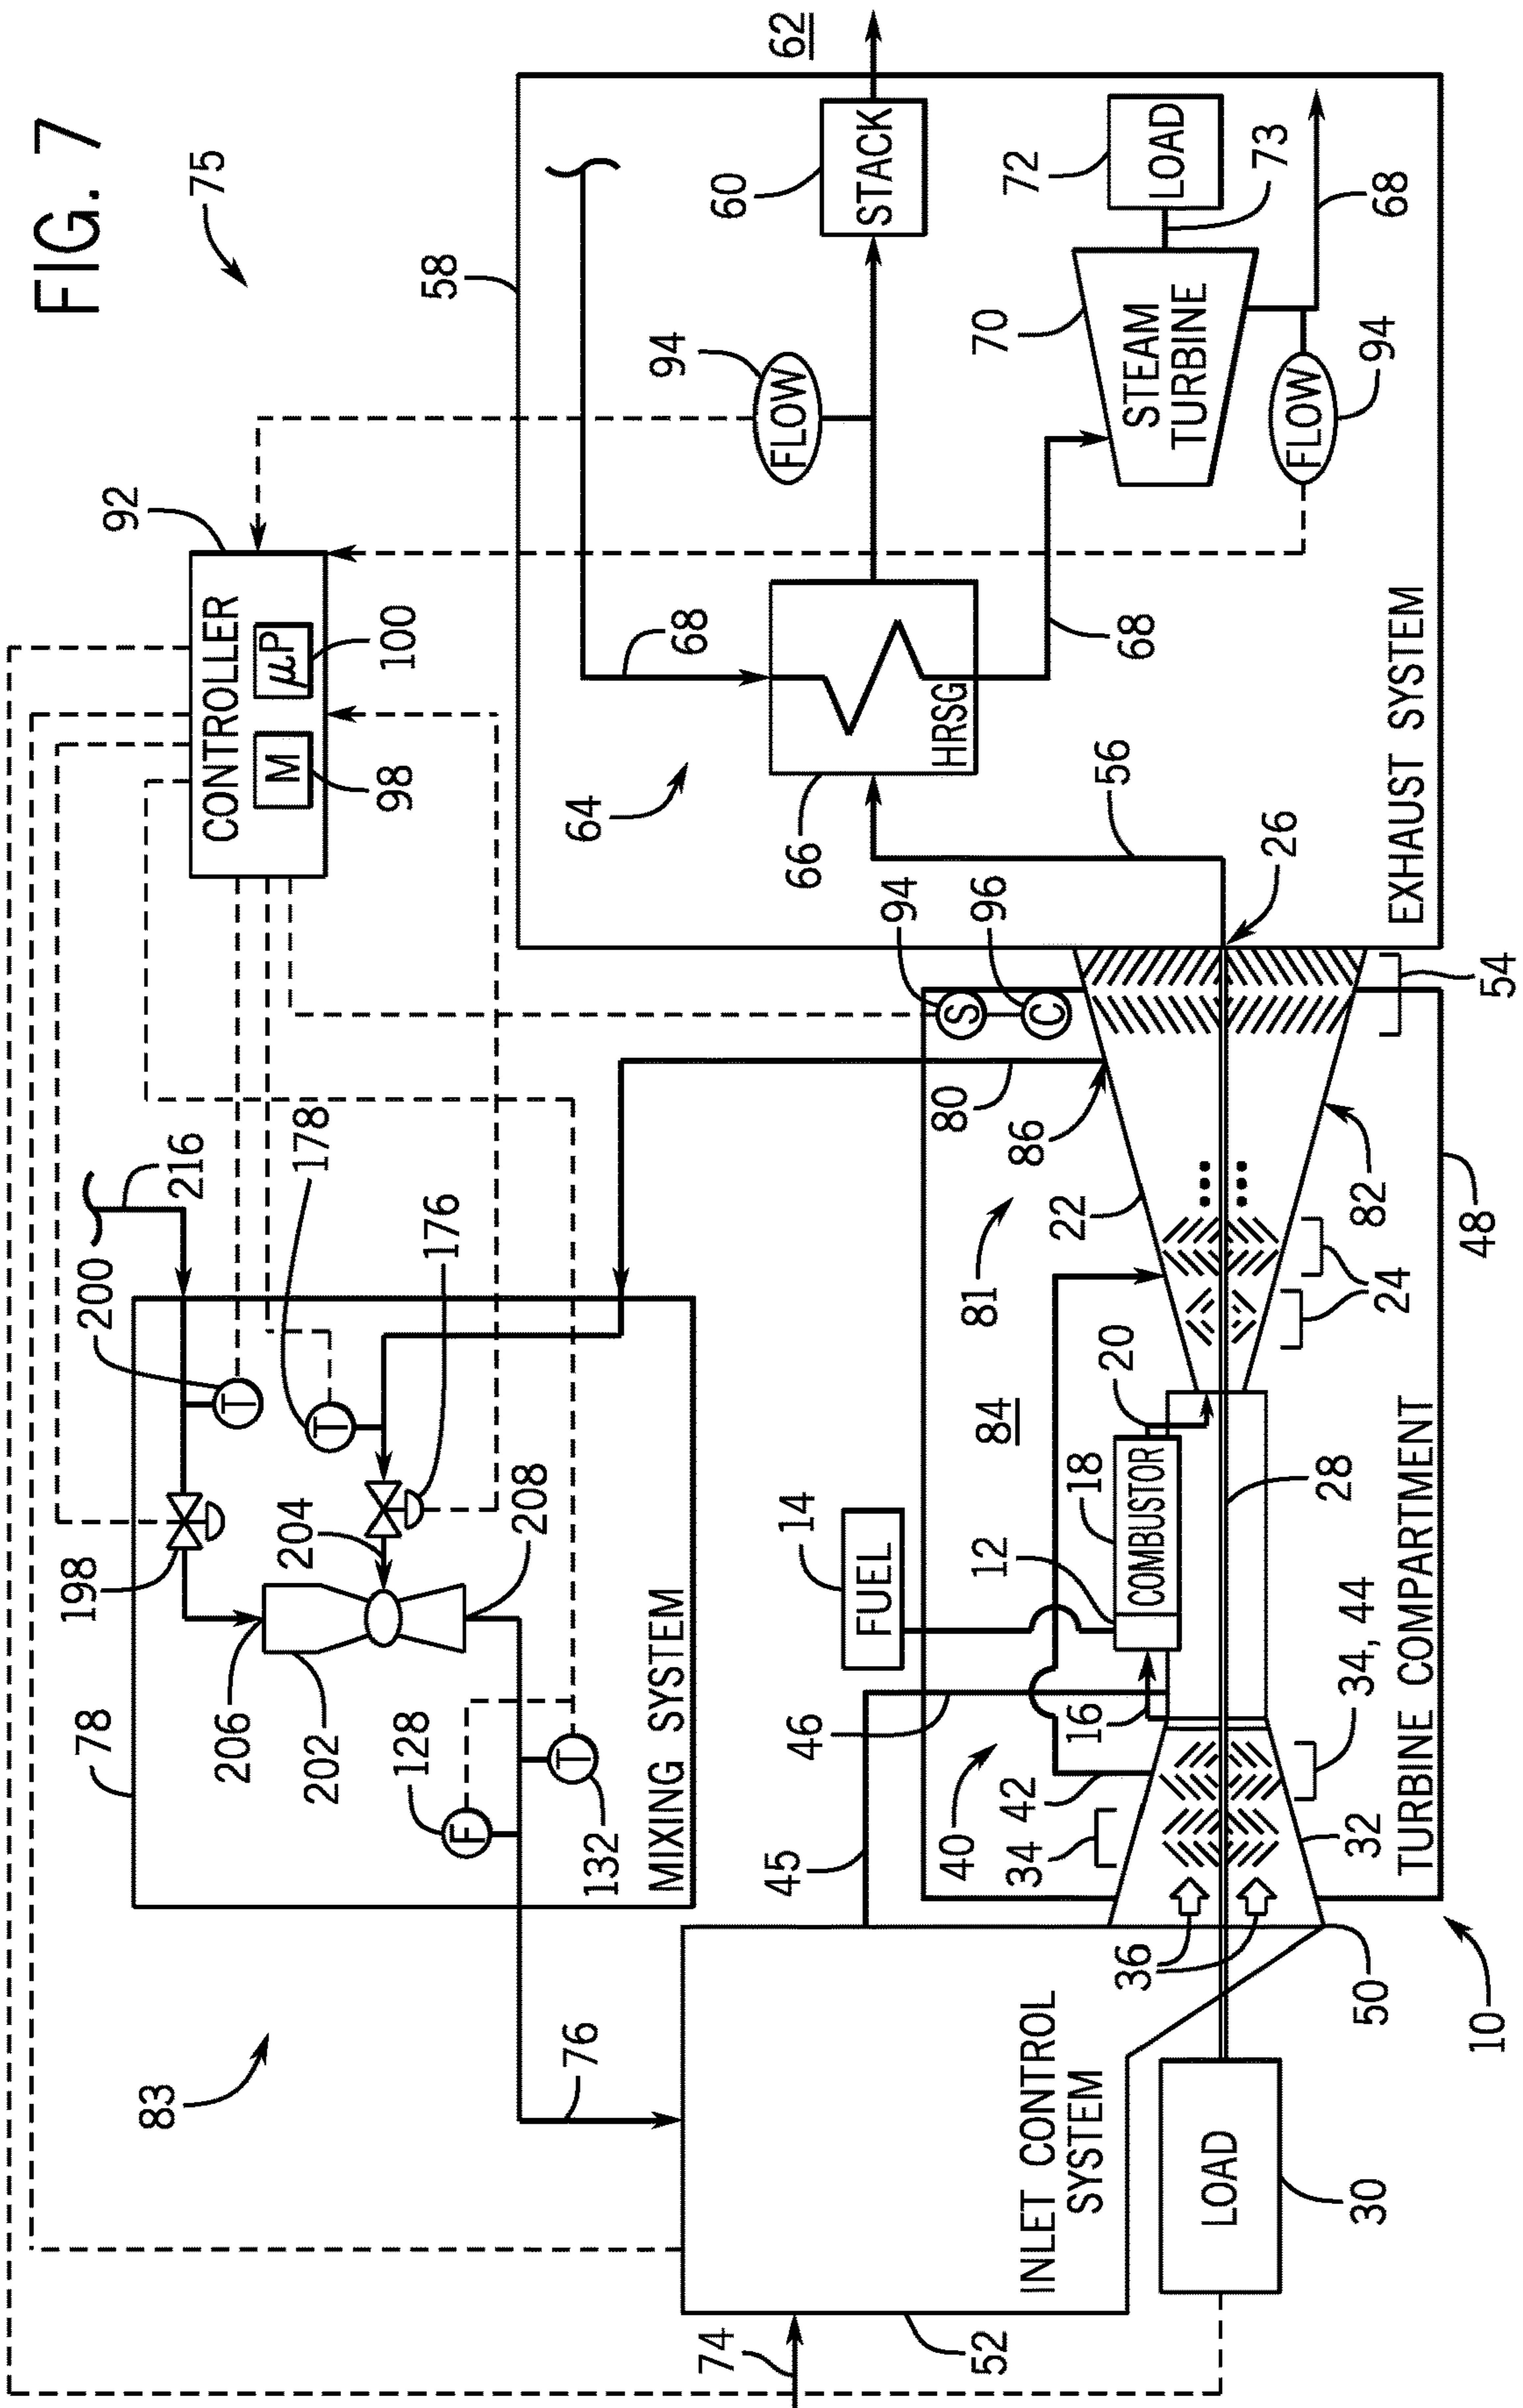 FIG. 7
75
83
92
CONTROLLER
M
μP
98
100
216
200
178
176
198
204
206
202
208
T
T
78
128
F
T
132
MIXING SYSTEM
76
74
52
INLET CONTROL
SYSTEM
LOAD
30
10
50
36
45
40
34
42
46
16
34, 44
32
14
FUEL
12
18
COMBUSTOR
20
84
81
28
22
24
86
80
82
48
TURBINE COMPARTMENT
94
S
96
C
26
54
56
58
64
66
HRSG
68
68
94
FLOW
60
STACK
62
70
STEAM
TURBINE
72
LOAD
73
68
FLOW
94
EXHAUST SYSTEM